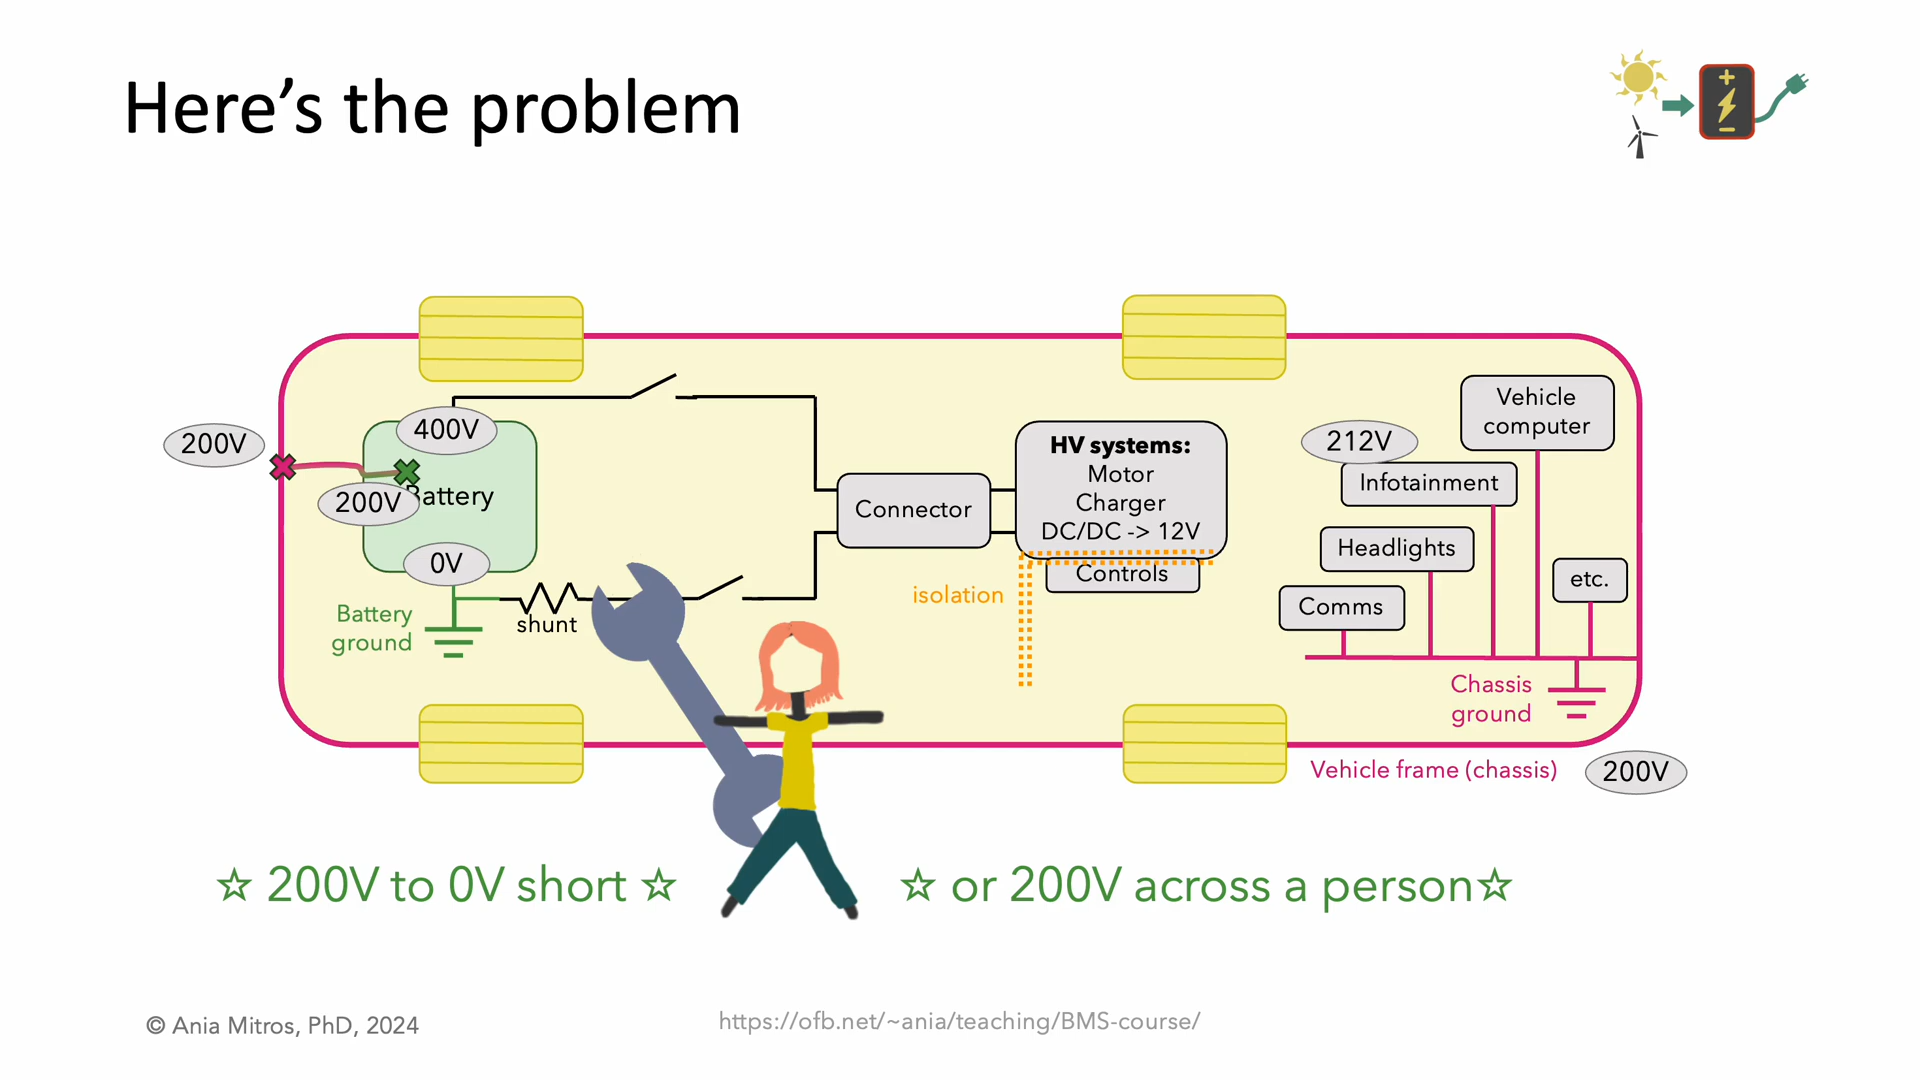 Here's the problem
200V
400V
200V
Battery
0V
Battery
ground
shunt
Connector
HV systems:
Motor
Charger
DC/DC -> 12V
Controls
isolation
212V
Vehicle
computer
Infotainment
Headlights
Comms
etc.
Chassis
ground
Vehicle frame (chassis)
200V
☆ 200V to 0V short ☆
☆ or 200V across a person☆
© Ania Mitros, PhD, 2024
https://ofb.net/~ania/teaching/BMS-course/